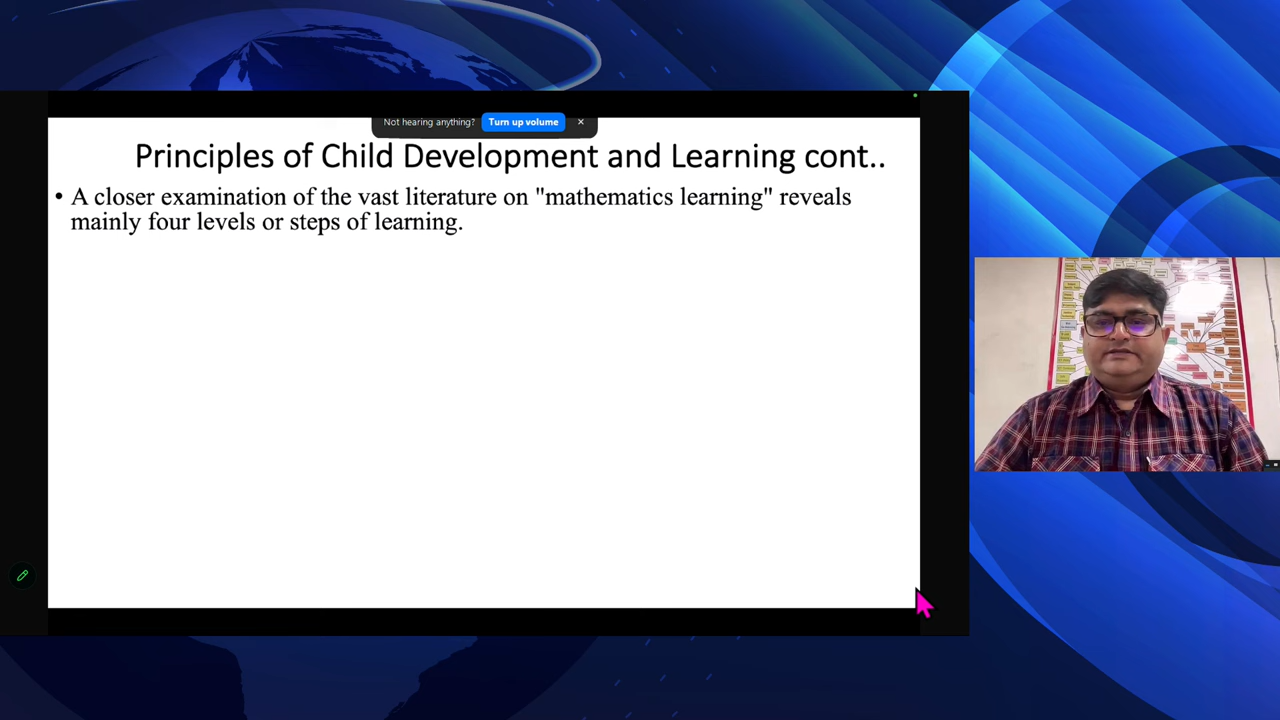 Not hearing anything? Turn up volume
Principles of Child Development and Learning cont..
• A closer examination of the vast literature on "mathematics learning" reveals
mainly four levels or steps of learning.